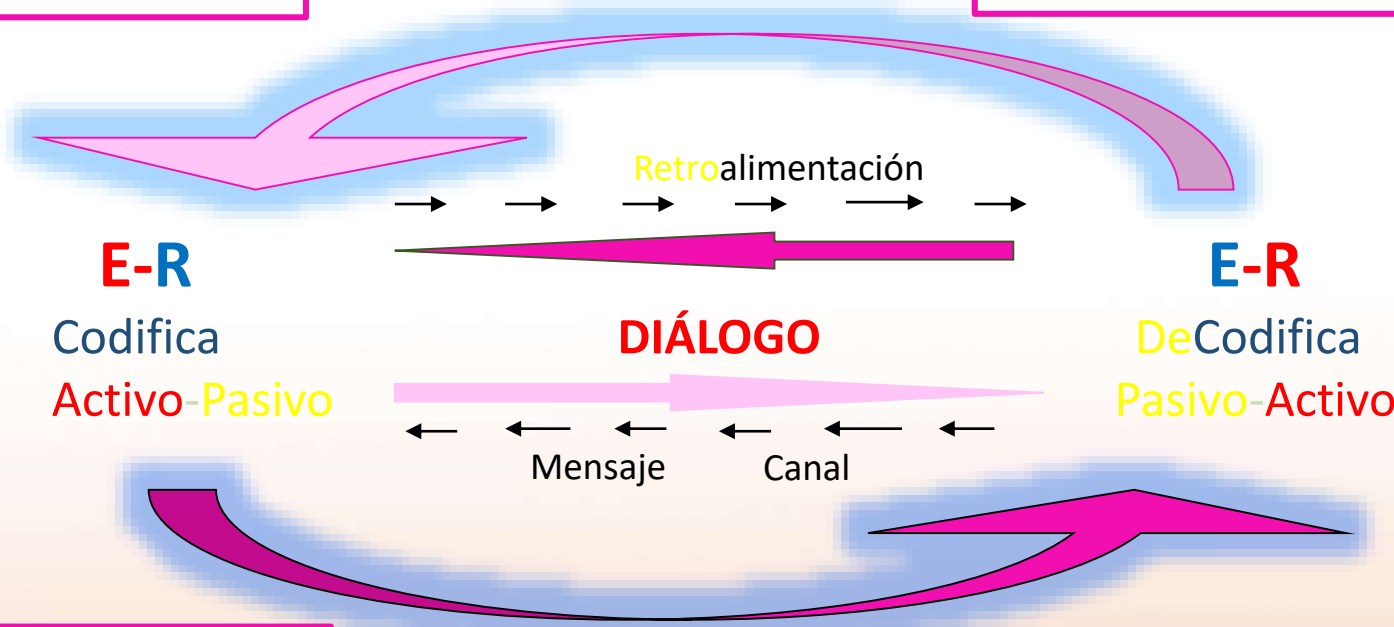 Retroalimentación
E-R
E-R
Codifica
DIÁLOGO
DeCodifica
Activo-Pasivo
Pasivo-Activo
Mensaje
Canal